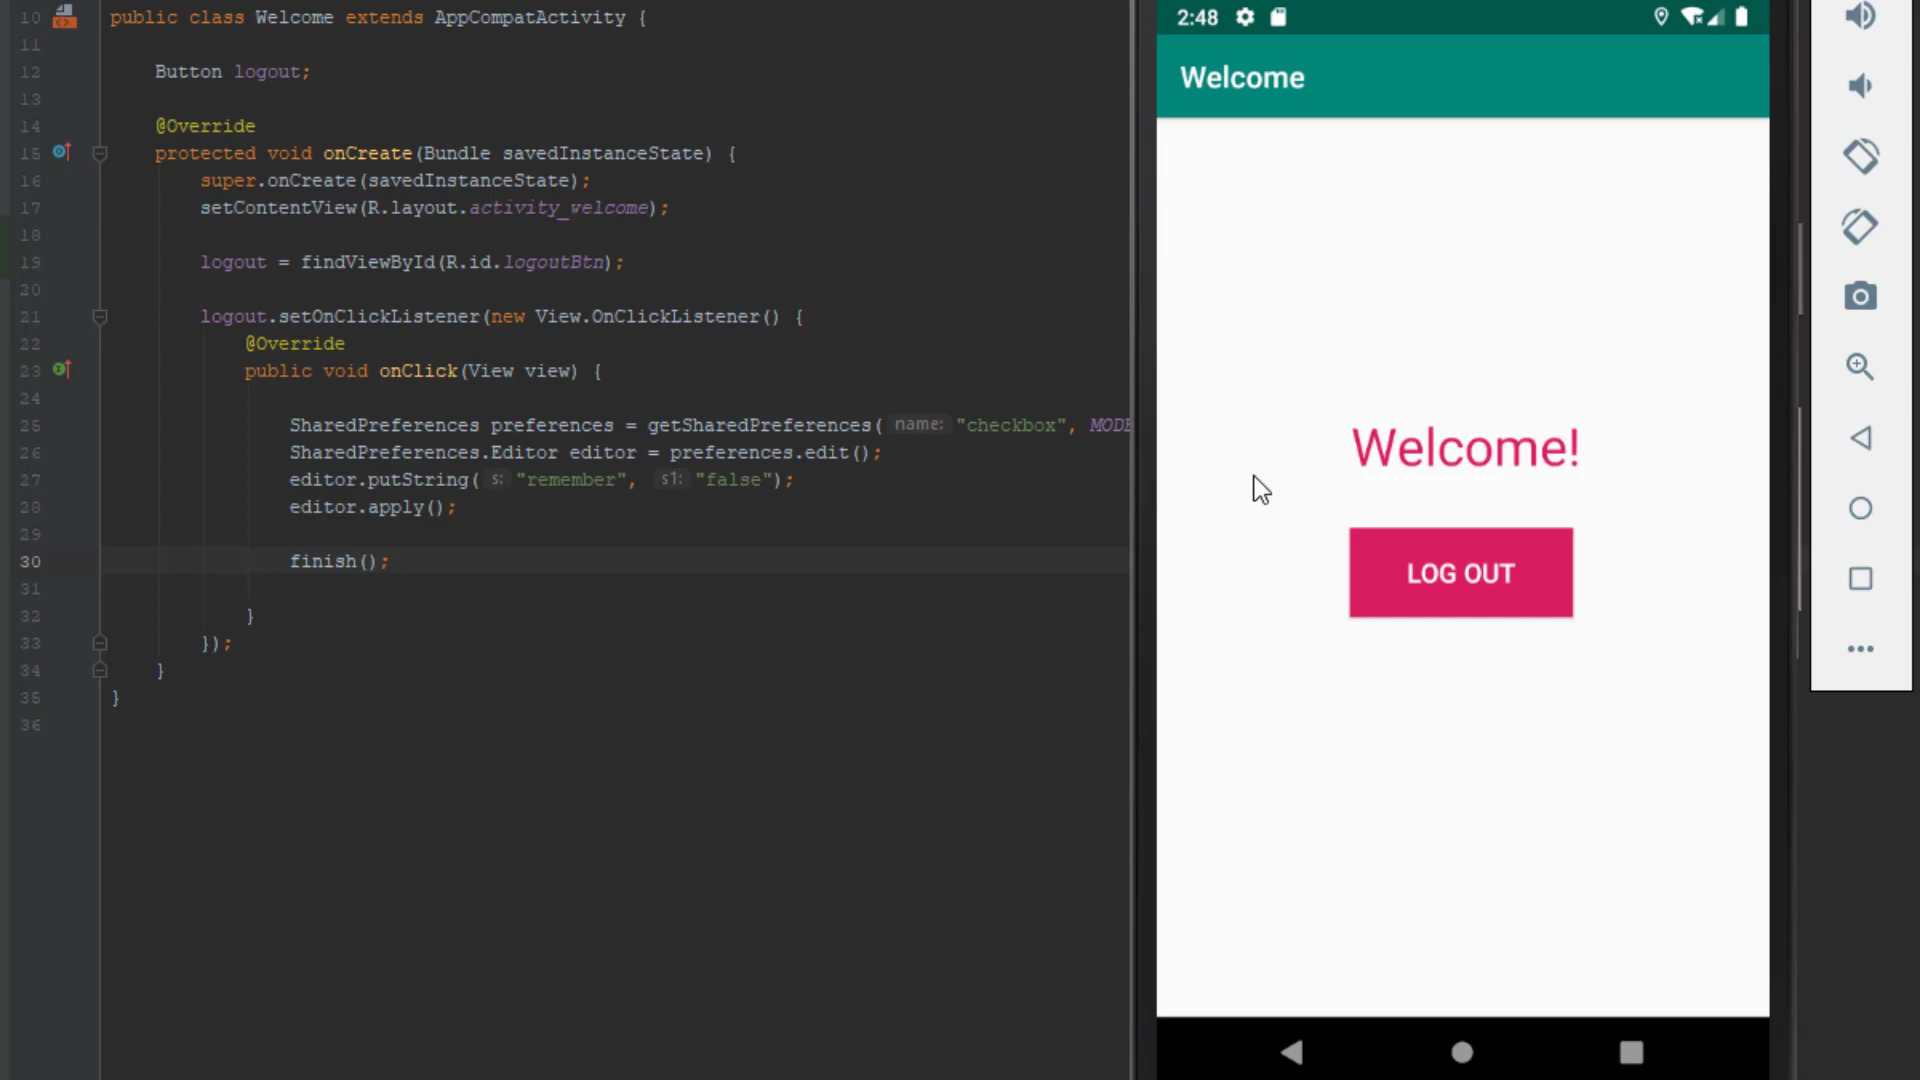 10 public class Welcome extends AppCompatActivity {
11
12 Button logout;
13
14 @Override
15 protected void onCreate(Bundle savedInstanceState) {
16 super.onCreate(savedInstanceState);
17 setContentView(R.layout.activity_welcome);
18
19 logout = findViewById(R.id.logoutBtn);
20
21 logout.setOnClickListener(new View.OnClickListener() {
22 @Override
23 public void onClick(View view) {
24
25 SharedPreferences preferences = getSharedPreferences( name: "checkbox", MODE
26 SharedPreferences.Editor editor = preferences.edit();
27 editor.putString( s: "remember", s1: "false");
28 editor.apply();
29
30 finish();
31
32 }
33 });
34 }
35 }
36
2:48
Welcome
Welcome!
LOG OUT